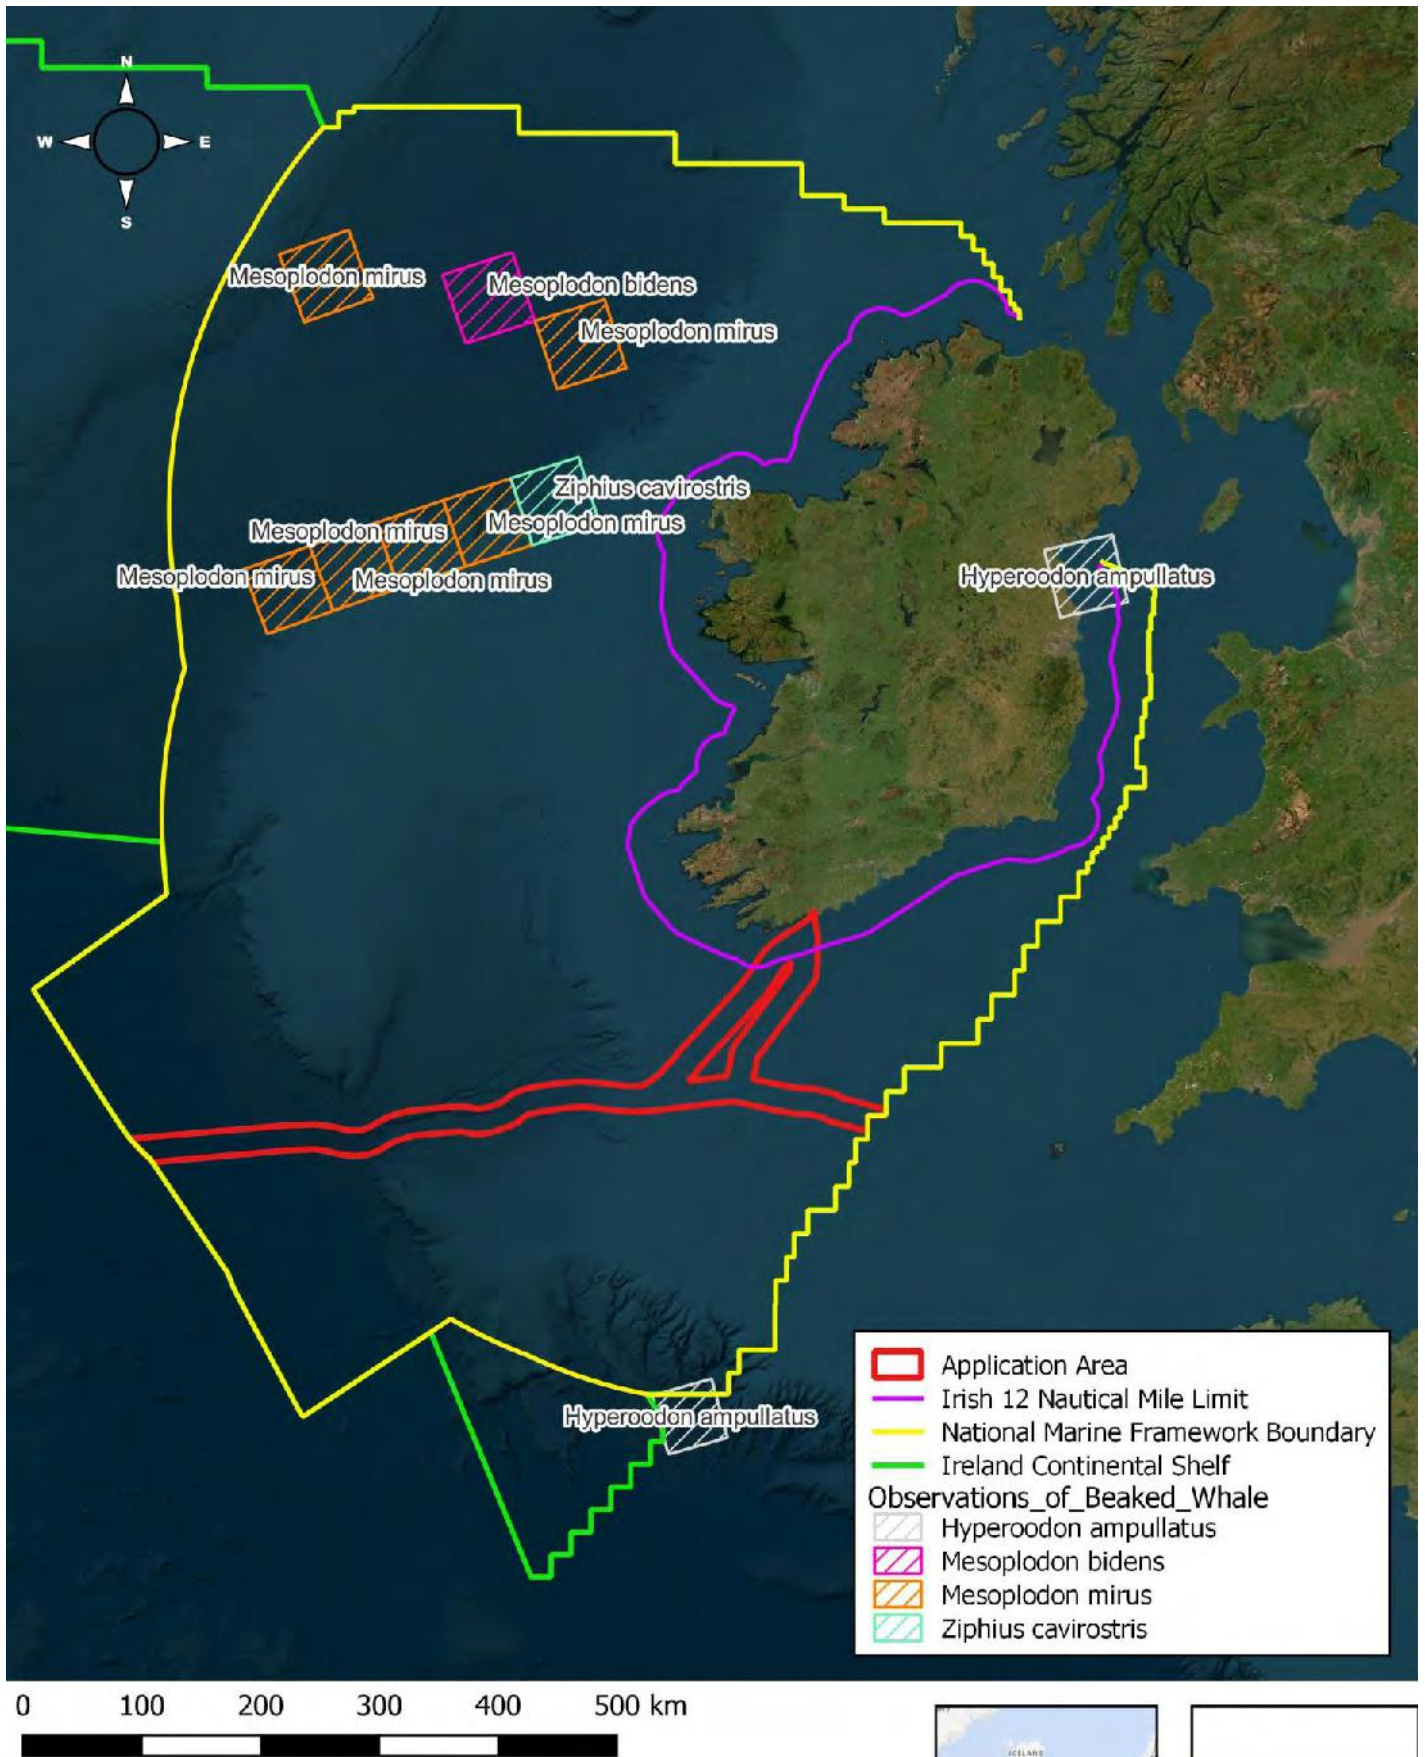 N
W
E
S
Mesoplodon mirus
Mesoplodon bidens
Mesoplodon mirus
Ziphius cavirostris
Mesoplodon mirus
Mesoplodon mirus
Mesoplodon mirus
Mesoplodon mirus
Hyperoodon ampullatus
Hyperoodon ampullatus
Application Area
Irish 12 Nautical Mile Limit
National Marine Framework Boundary
Ireland Continental Shelf
Observations_of_Beaked_Whale
Hyperoodon ampullatus
Mesoplodon bidens
Mesoplodon mirus
Ziphius cavirostris
0 100 200 300 400 500 km
ICELAND